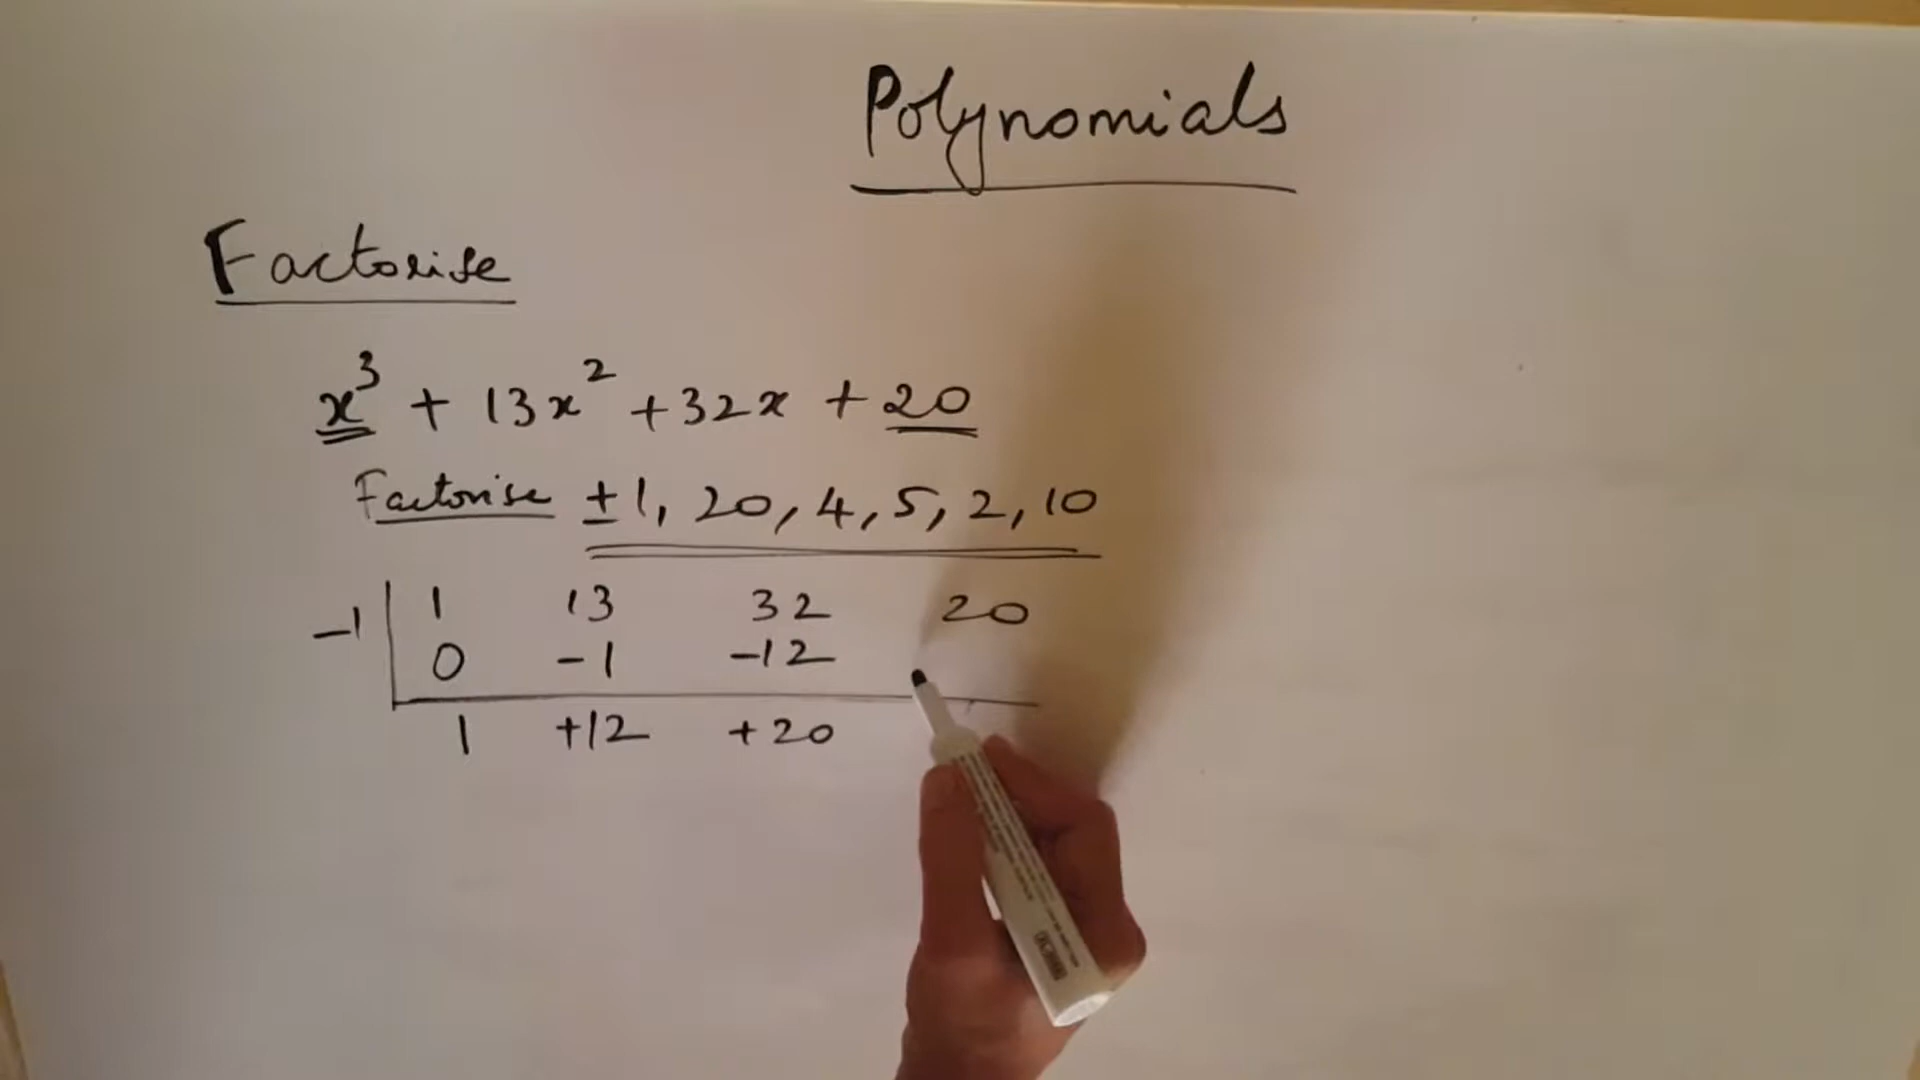 Polynomials
Factorise
x³ + 13x² + 32x + 20
Factorise ± 1, 20, 4, 5, 2, 10
-1 | 1 13 32 20
0 -1 -12
1 +12 +20